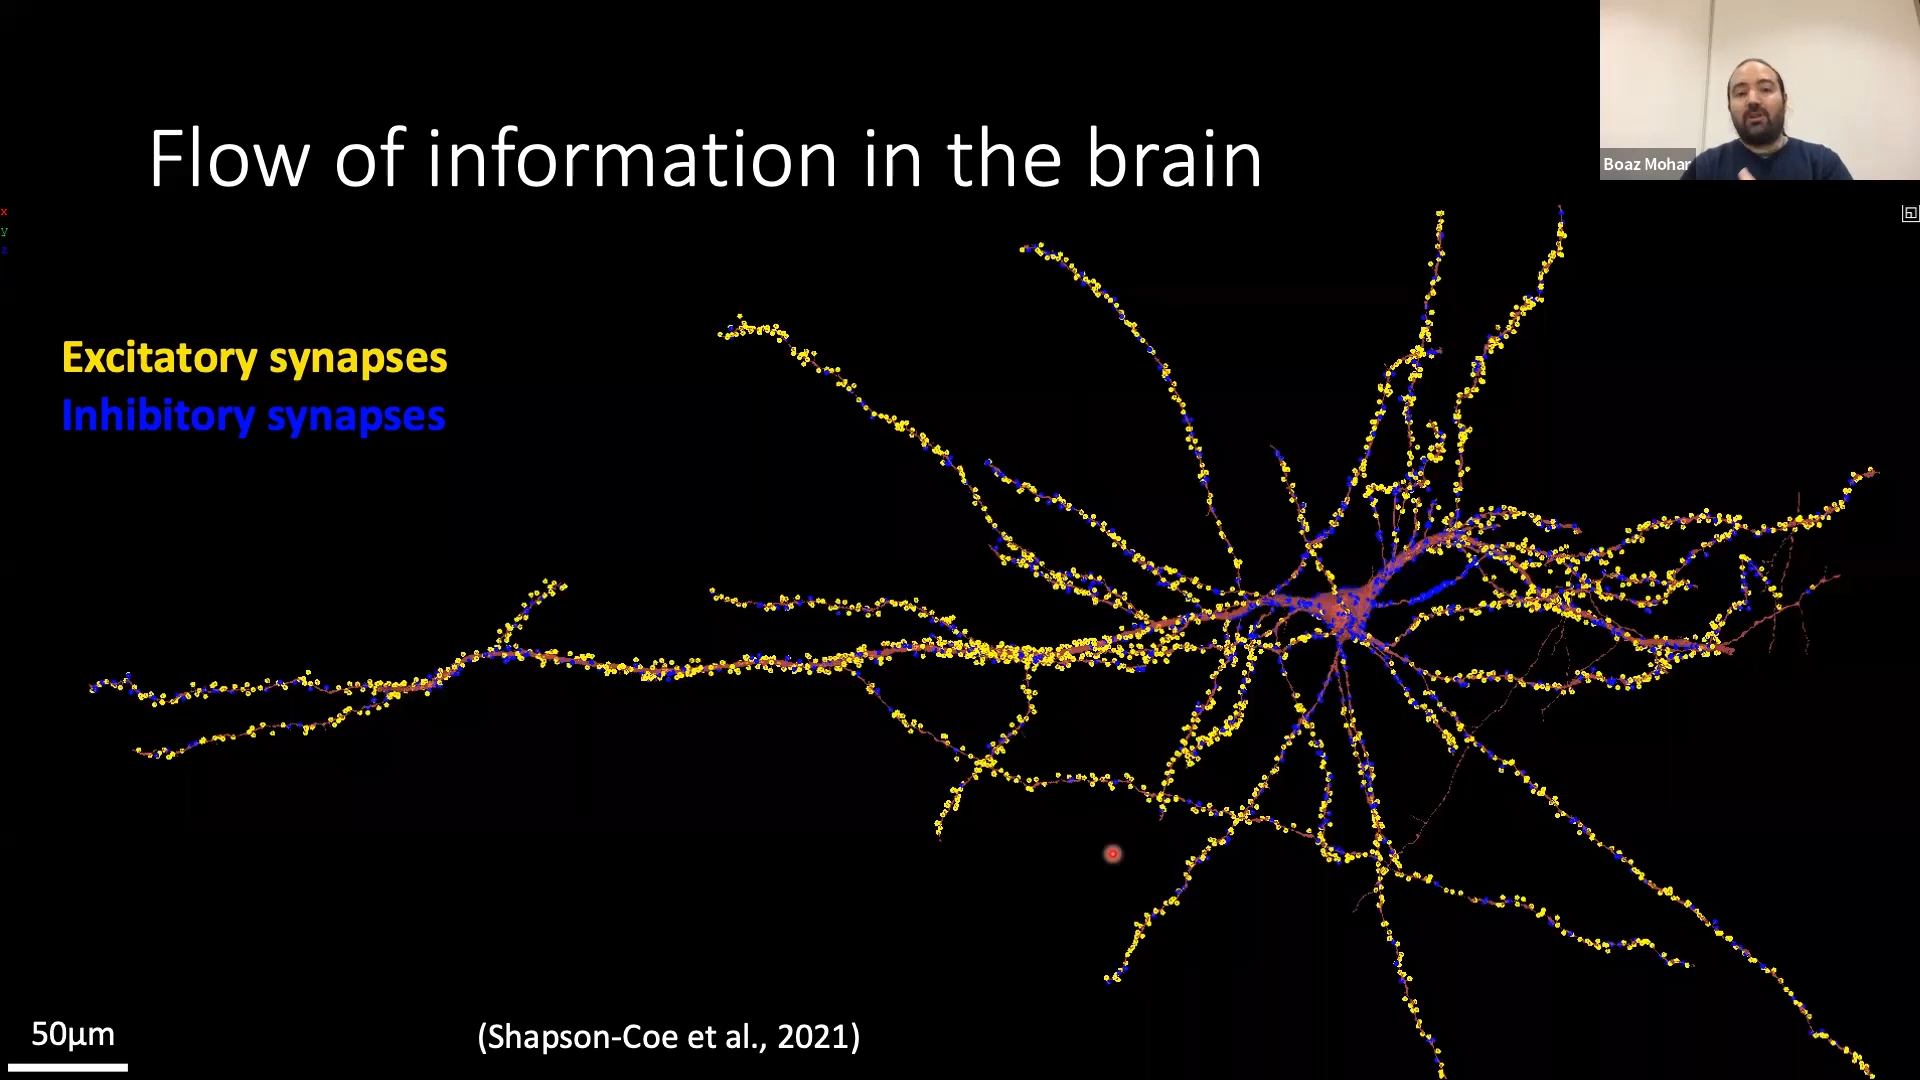 Flow of information in the brain
Boaz Mohar
x
y
z
Excitatory synapses
Inhibitory synapses
50µm
(Shapson-Coe et al., 2021)